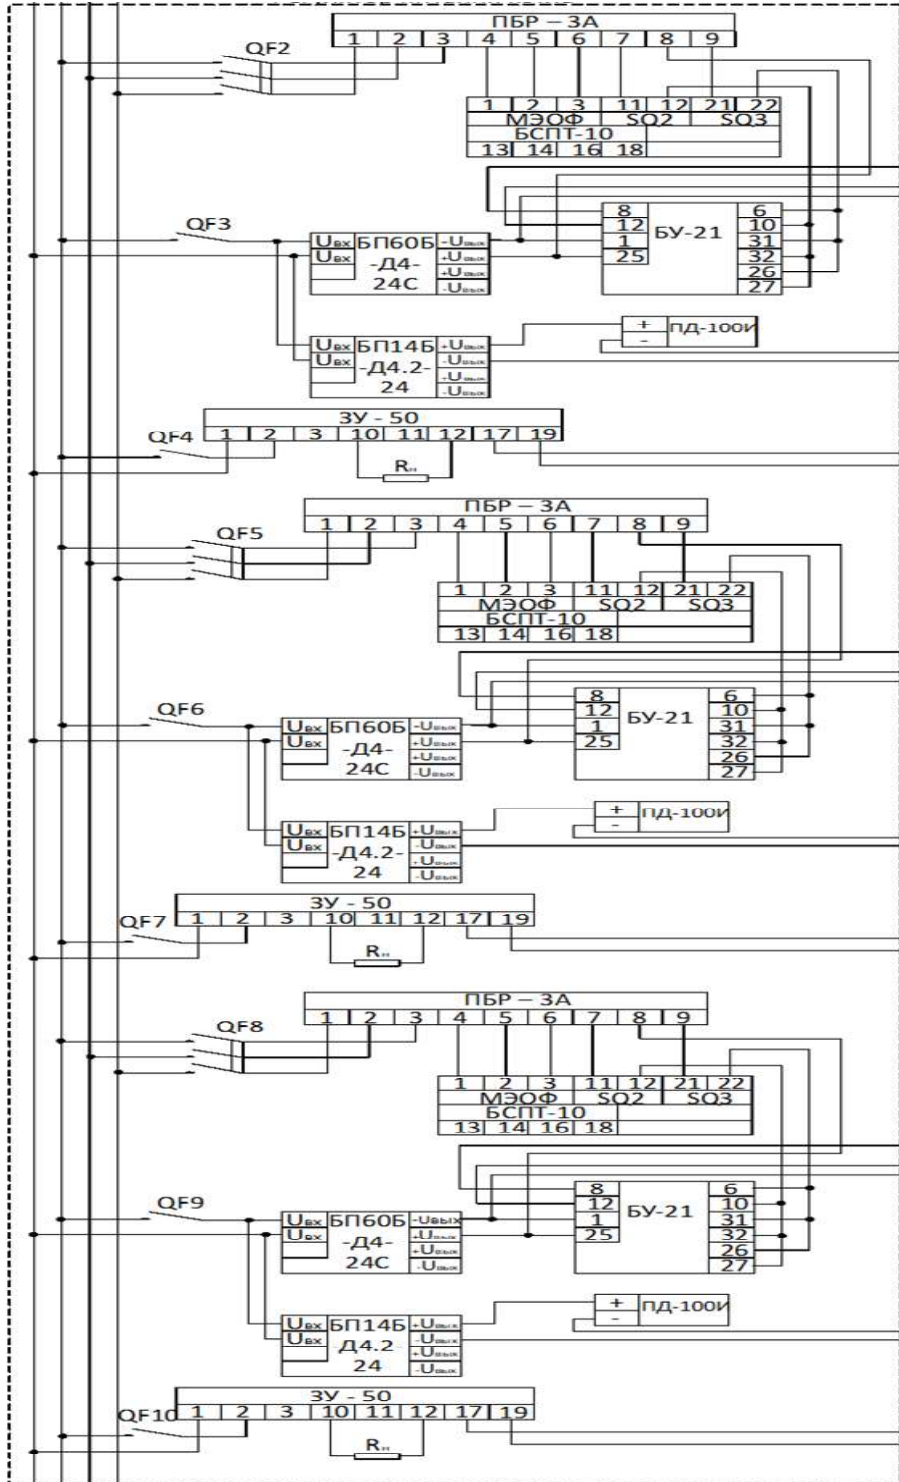 ПБР – 3А
1 2 3 4 5 6 7 8 9
QF2
1 2 3 11 12 21 22
МЭОФ SQ2 SQ3
БСПТ-10
13 14 16 18
QF3
8 БУ-21 6
12 10
1 31
25 32
26
27
Uвх БП60Б -Uвых
Uвх -Д4- +Uвых
24С +Uвых
-Uвых
+ ПД-100И
-
Uвх БП14Б +Uвых
Uвх -Д4.2- -Uвых
24 +Uвых
-Uвых
ЗУ - 50
QF4 1 2 3 10 11 12 17 19
Rн
ПБР – 3А
1 2 3 4 5 6 7 8 9
QF5
1 2 3 11 12 21 22
МЭОФ SQ2 SQ3
БСПТ-10
13 14 16 18
QF6
8 БУ-21 6
12 10
1 31
25 32
26
27
Uвх БП60Б -Uвых
Uвх -Д4- +Uвых
24С +Uвых
-Uвых
+ ПД-100И
-
Uвх БП14Б +Uвых
Uвх -Д4.2- -Uвых
24 +Uвых
-Uвых
ЗУ - 50
QF7 1 2 3 10 11 12 17 19
Rн
ПБР – 3А
1 2 3 4 5 6 7 8 9
QF8
1 2 3 11 12 21 22
МЭОФ SQ2 SQ3
БСПТ-10
13 14 16 18
QF9
8 БУ-21 6
12 10
1 31
25 32
26
27
Uвх БП60Б -Uвых
Uвх -Д4- +Uвых
24С +Uвых
-Uвых
+ ПД-100И
-
Uвх БП14Б +Uвых
Uвх -Д4.2 -Uвых
24 +Uвых
-Uвых
ЗУ - 50
QF10 1 2 3 10 11 12 17 19
Rн